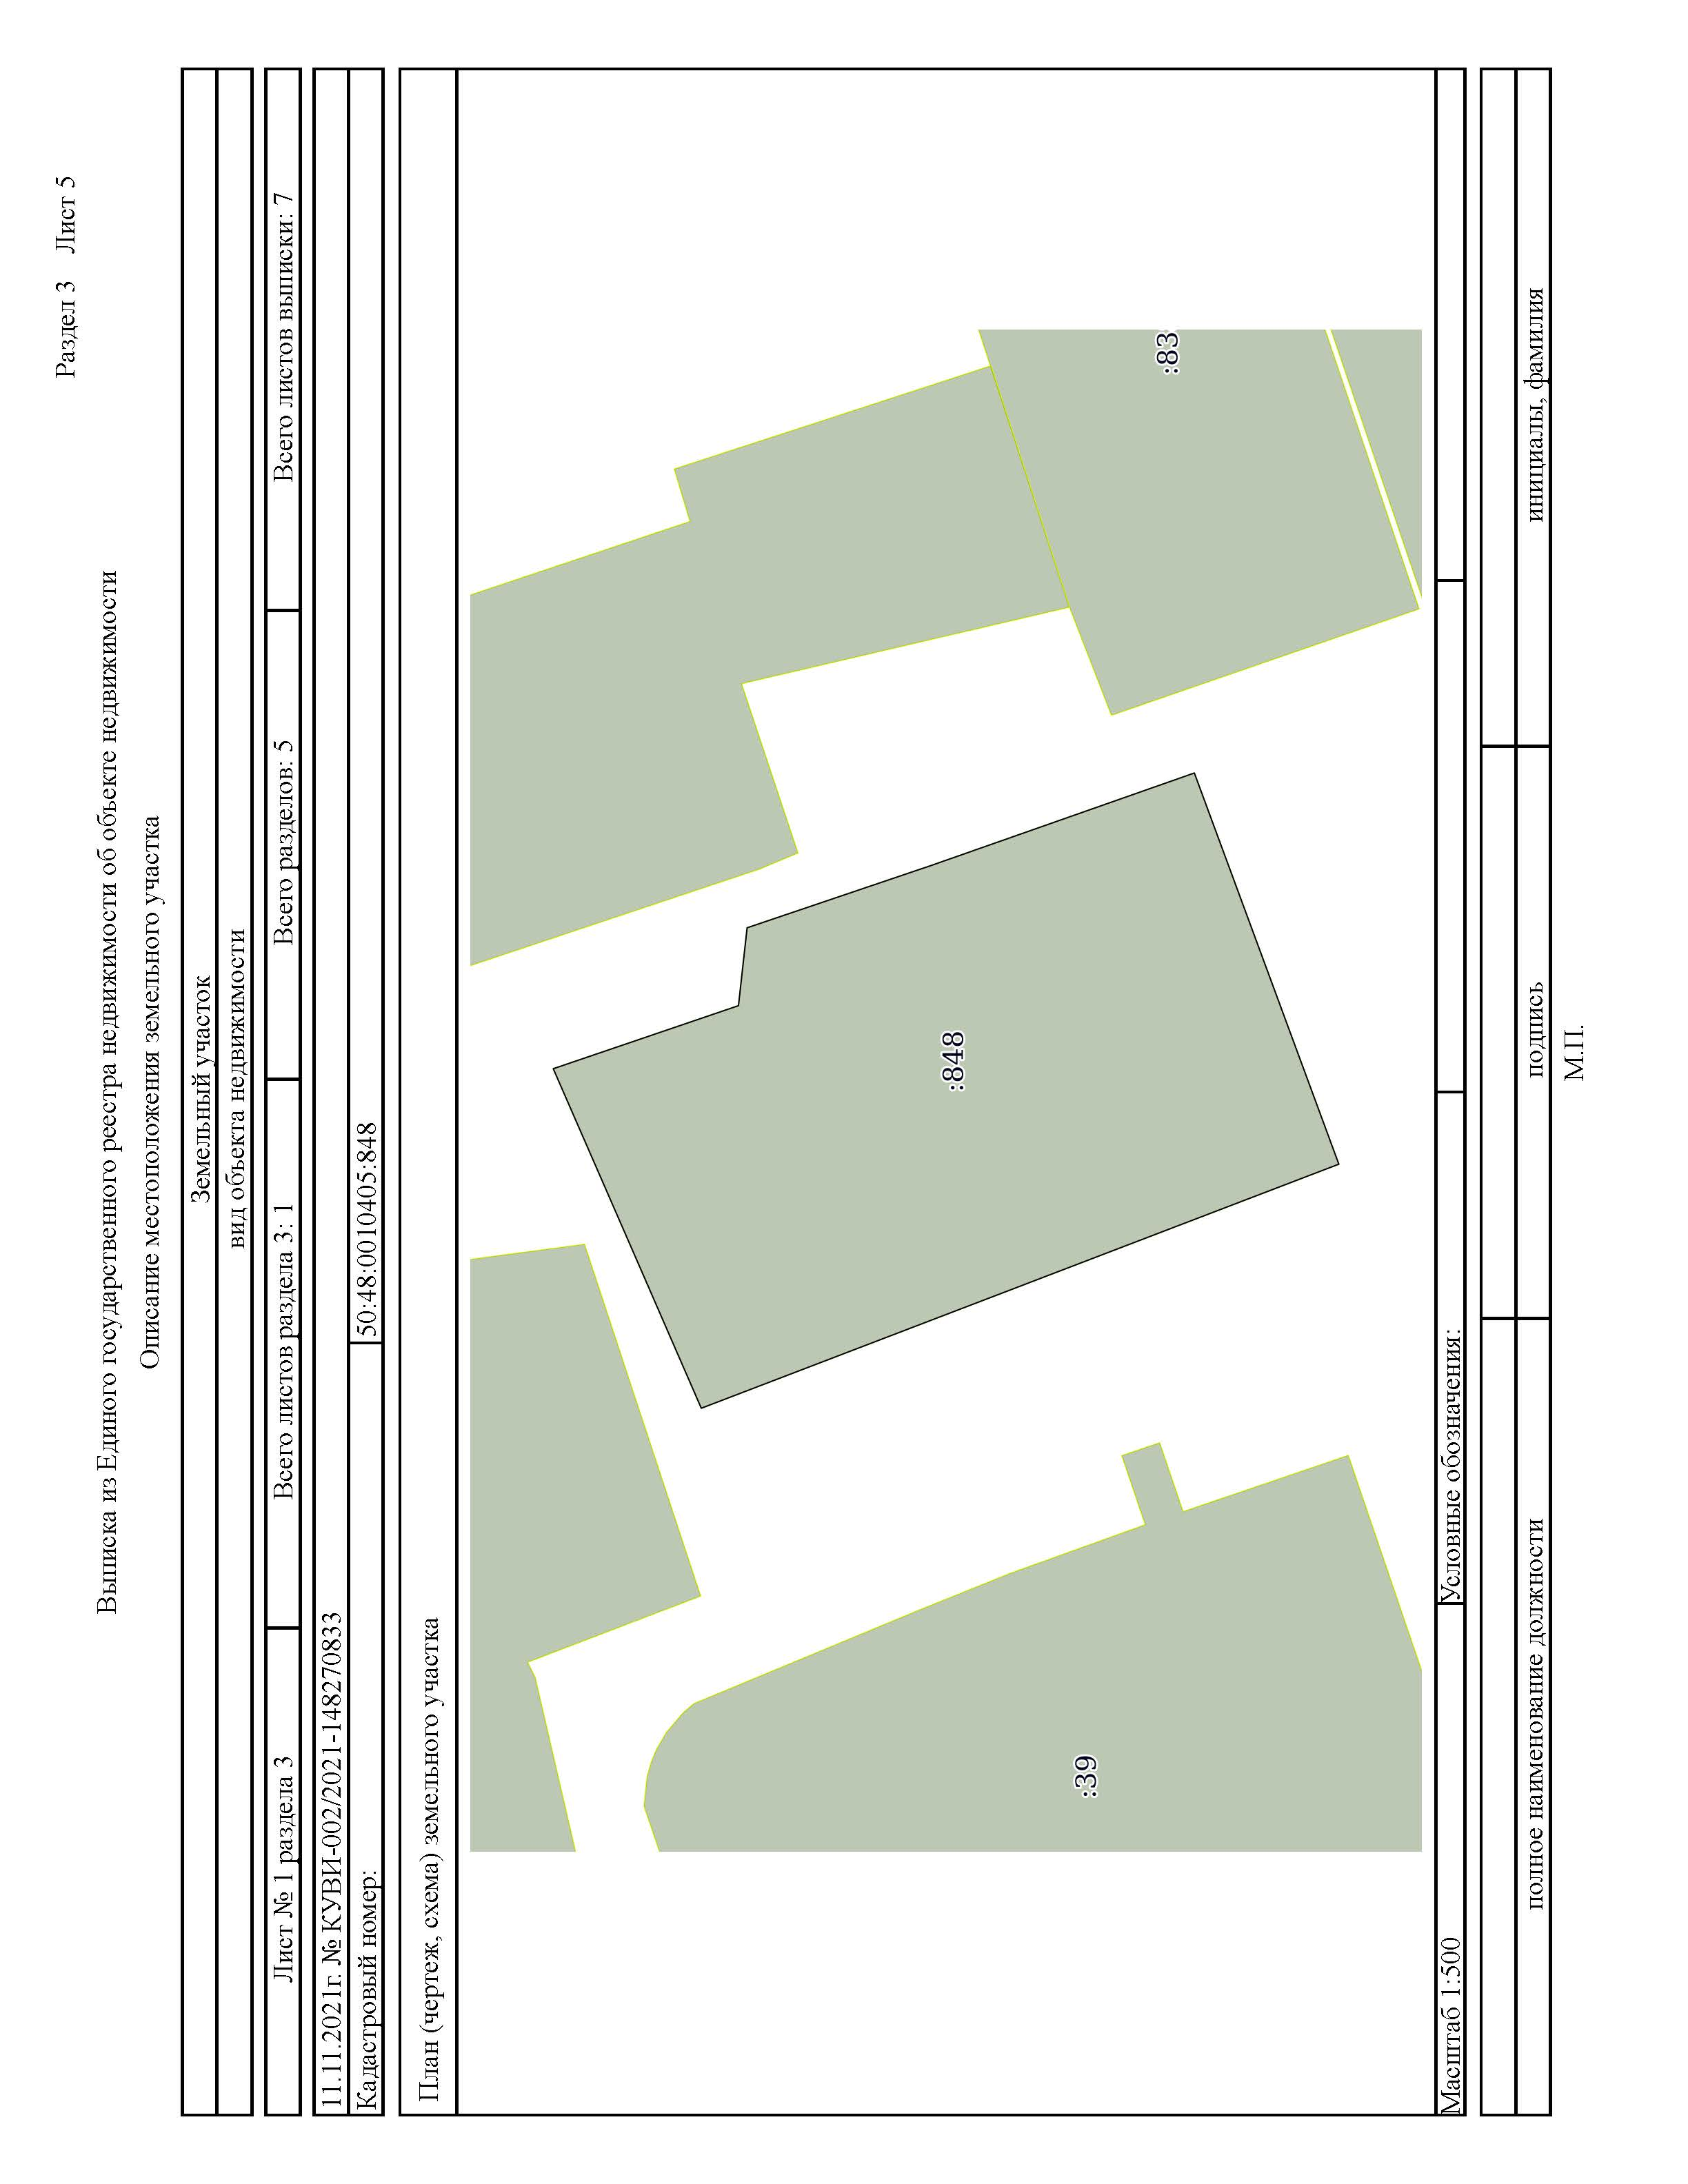 Раздел 3 Лист 5
Выписка из Единого государственного реестра недвижимости об объекте недвижимости
Описание местоположения земельного участка
Земельный участок
вид объекта недвижимости
Лист № 1 раздела 3 Всего листов раздела 3: 1 Всего разделов: 5 Всего листов выписки: 7
11.11.2021г. № КУВИ-002/2021-148270833
Кадастровый номер: 50:48:0010405:848
План (чертеж, схема) земельного участка
:848
:39
:83
Масштаб 1:500 Условные обозначения:
полное наименование должности подпись инициалы, фамилия
М.П.